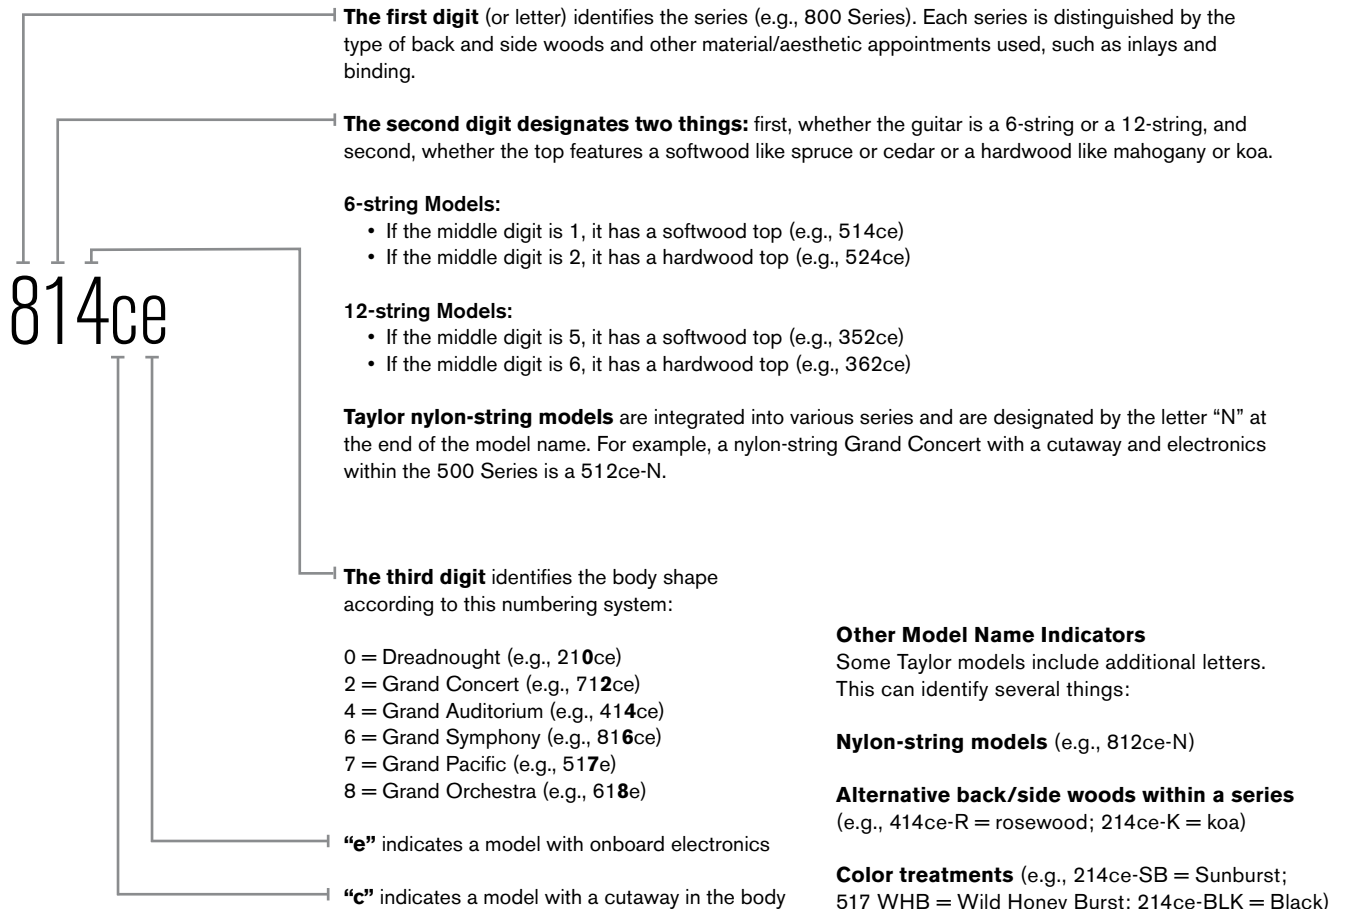 The first digit (or letter) identifies the series (e.g., 800 Series). Each series is distinguished by the
type of back and side woods and other material/aesthetic appointments used, such as inlays and
binding.
The second digit designates two things: first, whether the guitar is a 6-string or a 12-string, and
second, whether the top features a softwood like spruce or cedar or a hardwood like mahogany or koa.
6-string Models:
• If the middle digit is 1, it has a softwood top (e.g., 514ce)
• If the middle digit is 2, it has a hardwood top (e.g., 524ce)
814ce
12-string Models:
• If the middle digit is 5, it has a softwood top (e.g., 352ce)
• If the middle digit is 6, it has a hardwood top (e.g., 362ce)
Taylor nylon-string models are integrated into various series and are designated by the letter “N” at
the end of the model name. For example, a nylon-string Grand Concert with a cutaway and electronics
within the 500 Series is a 512ce-N.
The third digit identifies the body shape
according to this numbering system:
0 = Dreadnought (e.g., 210ce)
2 = Grand Concert (e.g., 712ce)
4 = Grand Auditorium (e.g., 414ce)
6 = Grand Symphony (e.g., 816ce)
7 = Grand Pacific (e.g., 517e)
8 = Grand Orchestra (e.g., 618e)
“e” indicates a model with onboard electronics
“c” indicates a model with a cutaway in the body
Other Model Name Indicators
Some Taylor models include additional letters.
This can identify several things:
Nylon-string models (e.g., 812ce-N)
Alternative back/side woods within a series
(e.g., 414ce-R = rosewood; 214ce-K = koa)
Color treatments (e.g., 214ce-SB = Sunburst;
517 WHB = Wild Honey Burst; 214ce-BLK = Black)